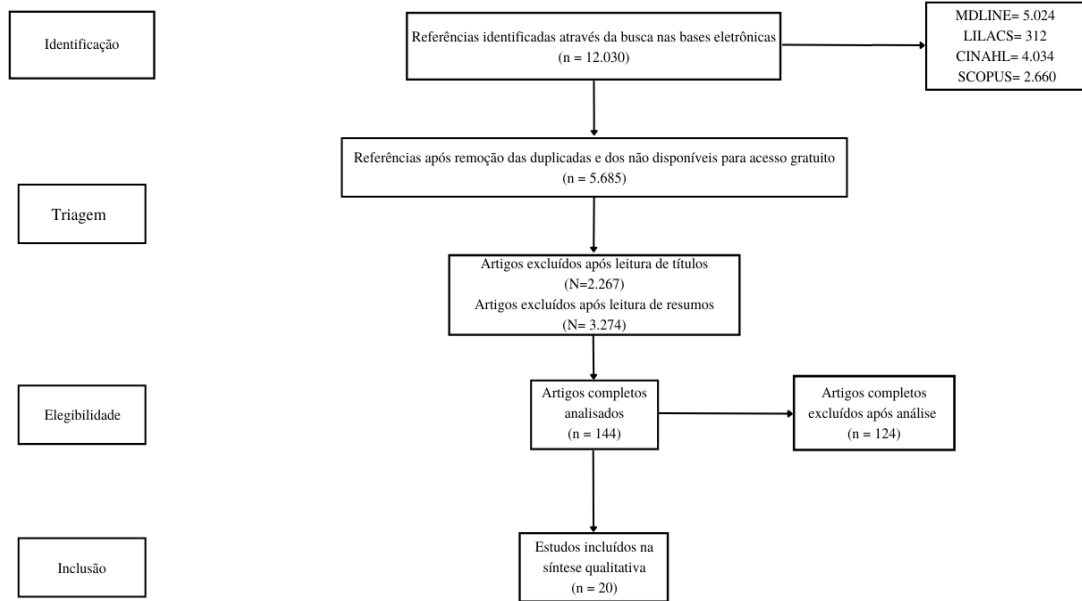 Identificação
Referências identificadas através da busca nas bases eletrônicas
(n = 12.030)
MDLINE= 5.024
LILACS= 312
CINAHL= 4.034
SCOPUS= 2.660
Referências após remoção das duplicadas e dos não disponíveis para acesso gratuito
(n = 5.685)
Triagem
Artigos excluídos após leitura de títulos
(N=2.267)
Artigos excluídos após leitura de resumos
(N= 3.274)
Elegibilidade
Artigos completos
analisados
(n = 144)
Artigos completos
excluídos após análise
(n = 124)
Inclusão
Estudos incluídos na
síntese qualitativa
(n = 20)